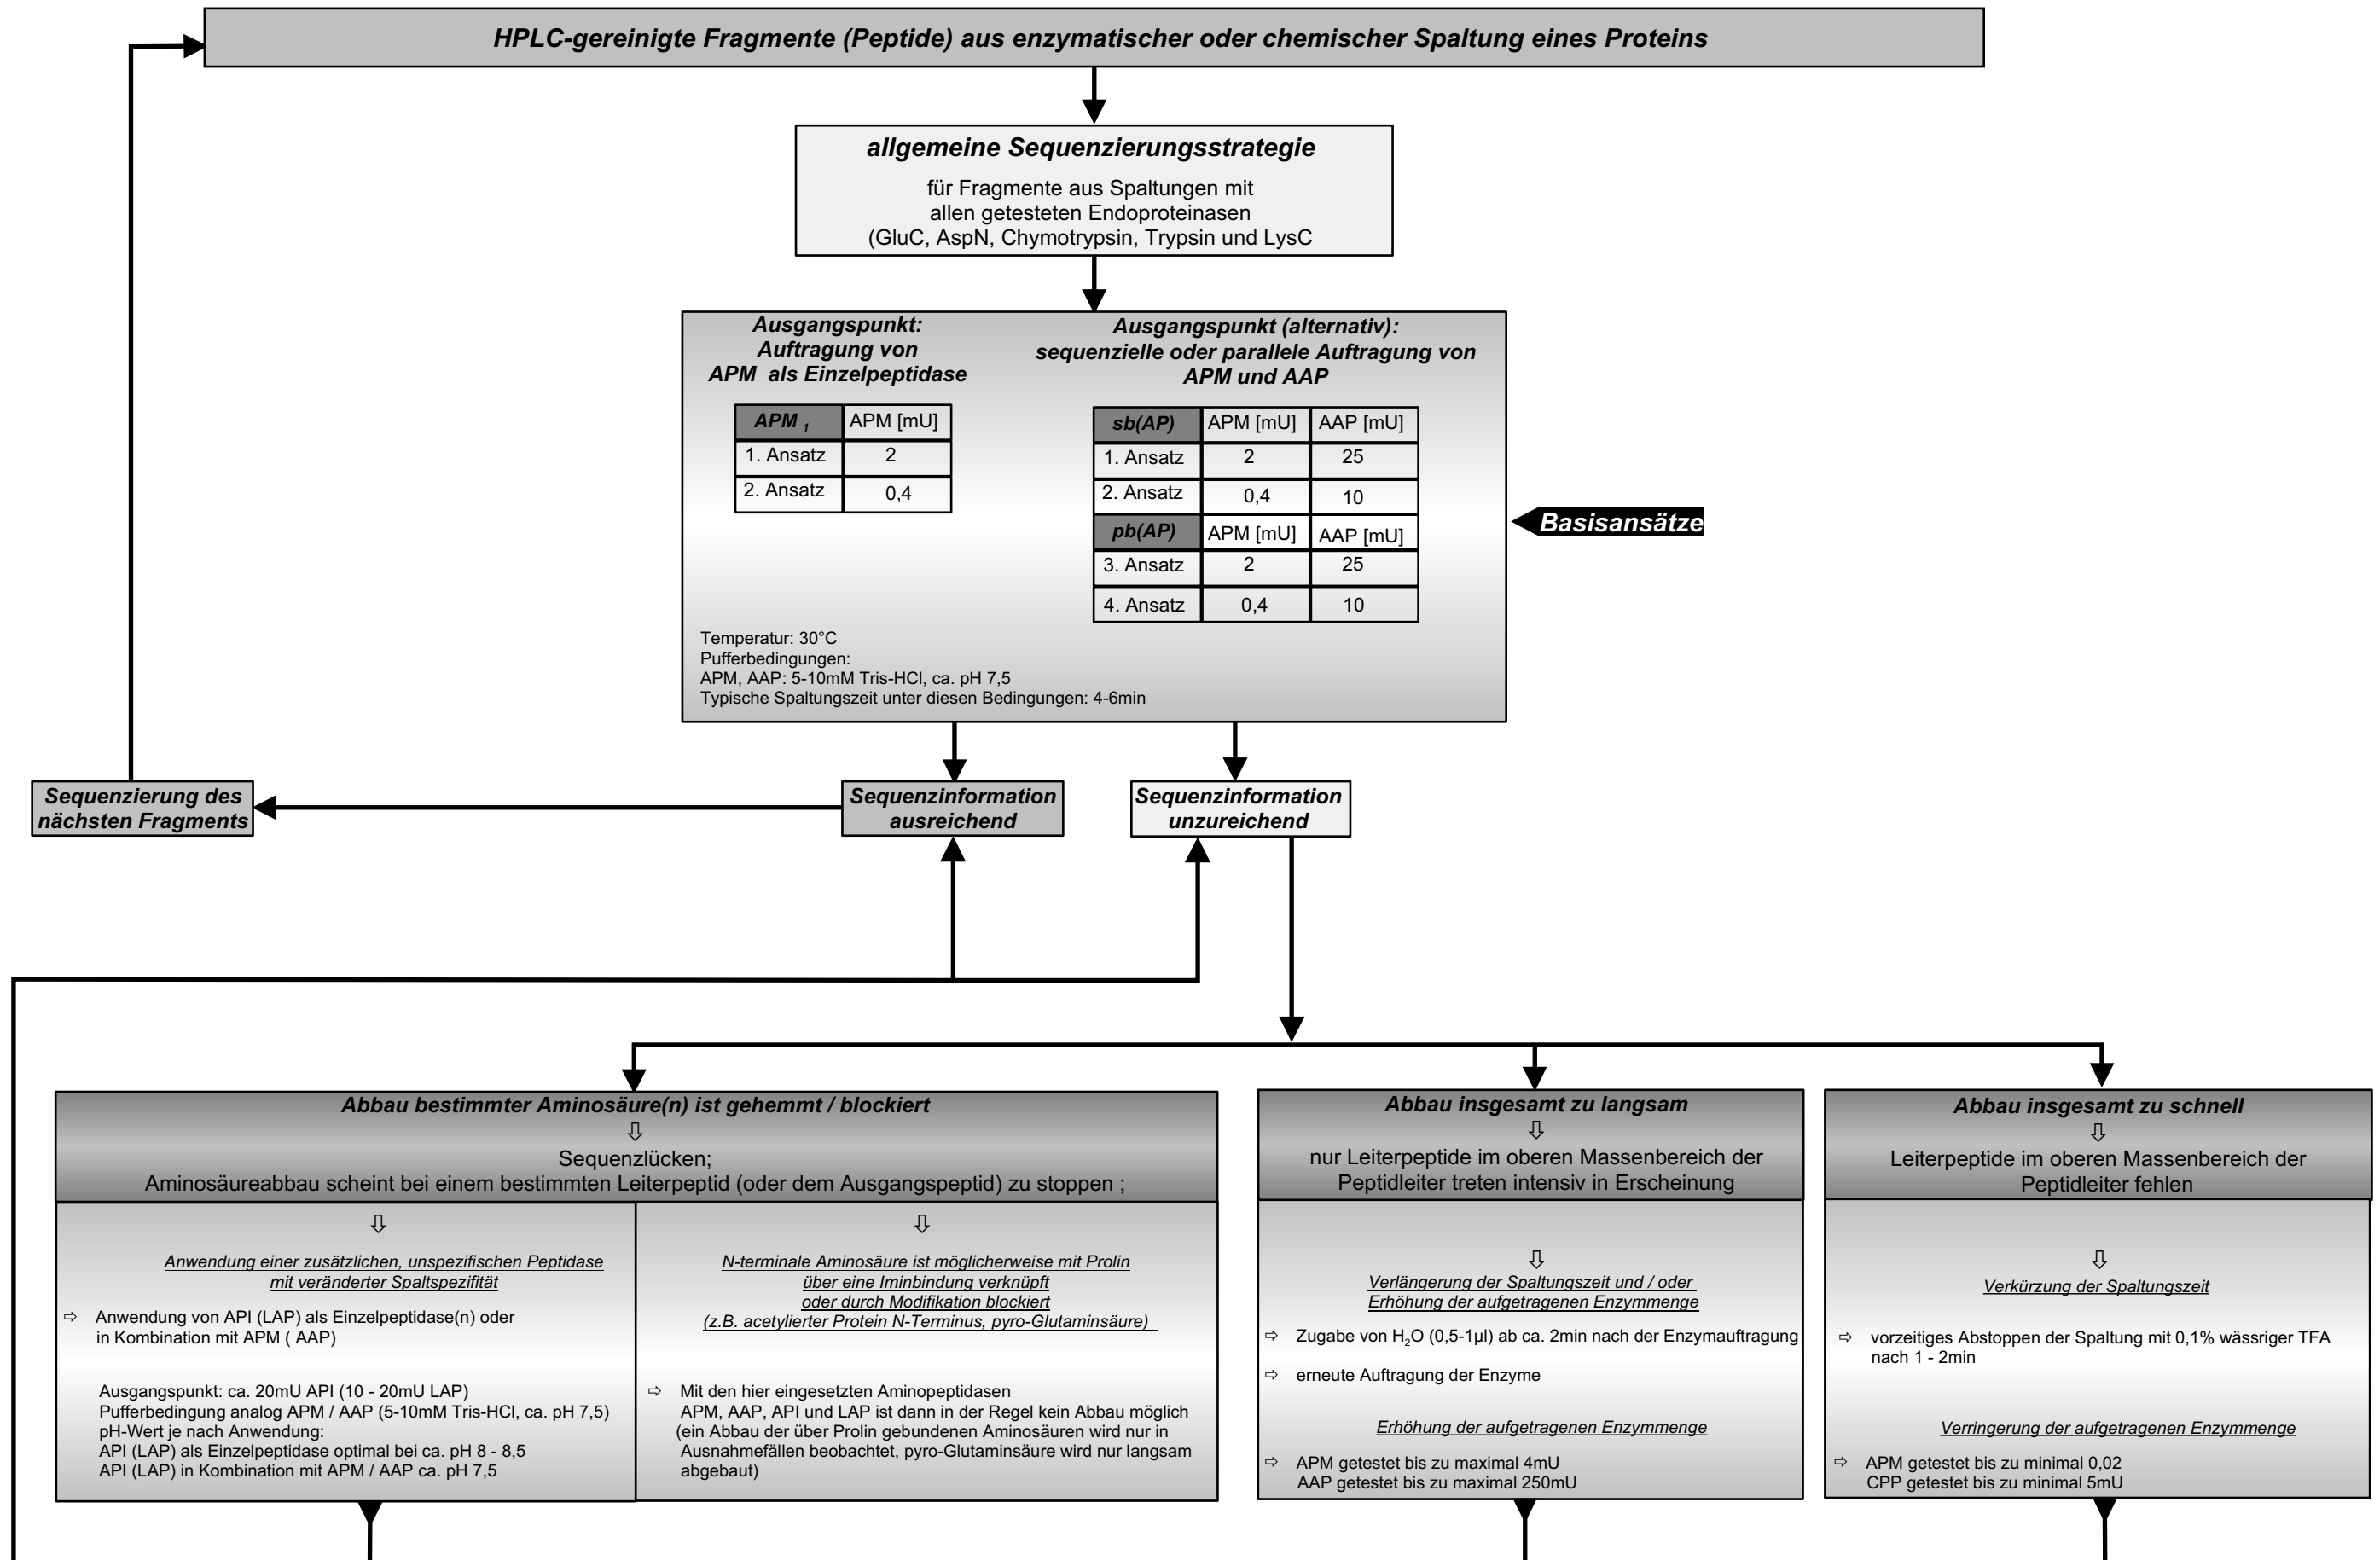 HPLC-gereinigte Fragmente (Peptide) aus enzymatischer oder chemischer Spaltung eines Proteins
allgemeine Sequenzierungsstrategie
für Fragmente aus Spaltungen mit
allen getesteten Endoproteinasen
(GluC, AspN, Chymotrypsin, Trypsin und LysC
Ausgangspunkt:
Auftragung von
APM als Einzelpeptidase
APM 1 APM [mU]
1. Ansatz 2
2. Ansatz 0,4
Ausgangspunkt (alternativ):
sequenzielle oder parallele Auftragung von
APM und AAP
sb(AP) APM [mU] AAP [mU]
1. Ansatz 2 25
2. Ansatz 0,4 10
pb(AP) APM [mU] AAP [mU]
3. Ansatz 2 25
4. Ansatz 0,4 10
Basisansätze
Temperatur: 30°C
Pufferbedingungen:
APM, AAP: 5-10mM Tris-HCl, ca. pH 7,5
Typische Spaltungszeit unter diesen Bedingungen: 4-6min
Sequenzierung des
nächsten Fragments
Sequenzinformation
ausreichend
Sequenzinformation
unzureichend
Abbau bestimmter Aminosäure(n) ist gehemmt / blockiert
⇩
Sequenzlücken;
Aminosäureabbau scheint bei einem bestimmten Leiterpeptid (oder dem Ausgangspeptid) zu stoppen ;
⇩
Anwendung einer zusätzlichen, unspezifischen Peptidase
mit veränderter Spaltspezifität
⇨ Anwendung von API (LAP) als Einzelpeptidase(n) oder
in Kombination mit APM ( AAP)
Ausgangspunkt: ca. 20mU API (10 - 20mU LAP)
Pufferbedingung analog APM / AAP (5-10mM Tris-HCl, ca. pH 7,5)
pH-Wert je nach Anwendung:
API (LAP) als Einzelpeptidase optimal bei ca. pH 8 - 8,5
API (LAP) in Kombination mit APM / AAP ca. pH 7,5
⇩
N-terminale Aminosäure ist möglicherweise mit Prolin
über eine Iminbindung verknüpft
oder durch Modifikation blockiert
(z.B. acetylierter Protein N-Terminus, pyro-Glutaminsäure)
⇨ Mit den hier eingesetzten Aminopeptidasen
APM, AAP, API und LAP ist dann in der Regel kein Abbau möglich
(ein Abbau der über Prolin gebundenen Aminosäuren wird nur in
Ausnahmefällen beobachtet, pyro-Glutaminsäure wird nur langsam
abgebaut)
Abbau insgesamt zu langsam
⇩
nur Leiterpeptide im oberen Massenbereich der
Peptidleiter treten intensiv in Erscheinung
⇩
Verlängerung der Spaltungszeit und / oder
Erhöhung der aufgetragenen Enzymmenge
⇨ Zugabe von H2O (0,5-1µl) ab ca. 2min nach der Enzymauftragung
⇨ erneute Auftragung der Enzyme
Erhöhung der aufgetragenen Enzymmenge
⇨ APM getestet bis zu maximal 4mU
AAP getestet bis zu maximal 250mU
Abbau insgesamt zu schnell
⇩
Leiterpeptide im oberen Massenbereich der
Peptidleiter fehlen
⇩
Verkürzung der Spaltungszeit
⇨ vorzeitiges Abstoppen der Spaltung mit 0,1% wässriger TFA
nach 1 - 2min
Verringerung der aufgetragenen Enzymmenge
⇨ APM getestet bis zu minimal 0,02
CPP getestet bis zu minimal 5mU